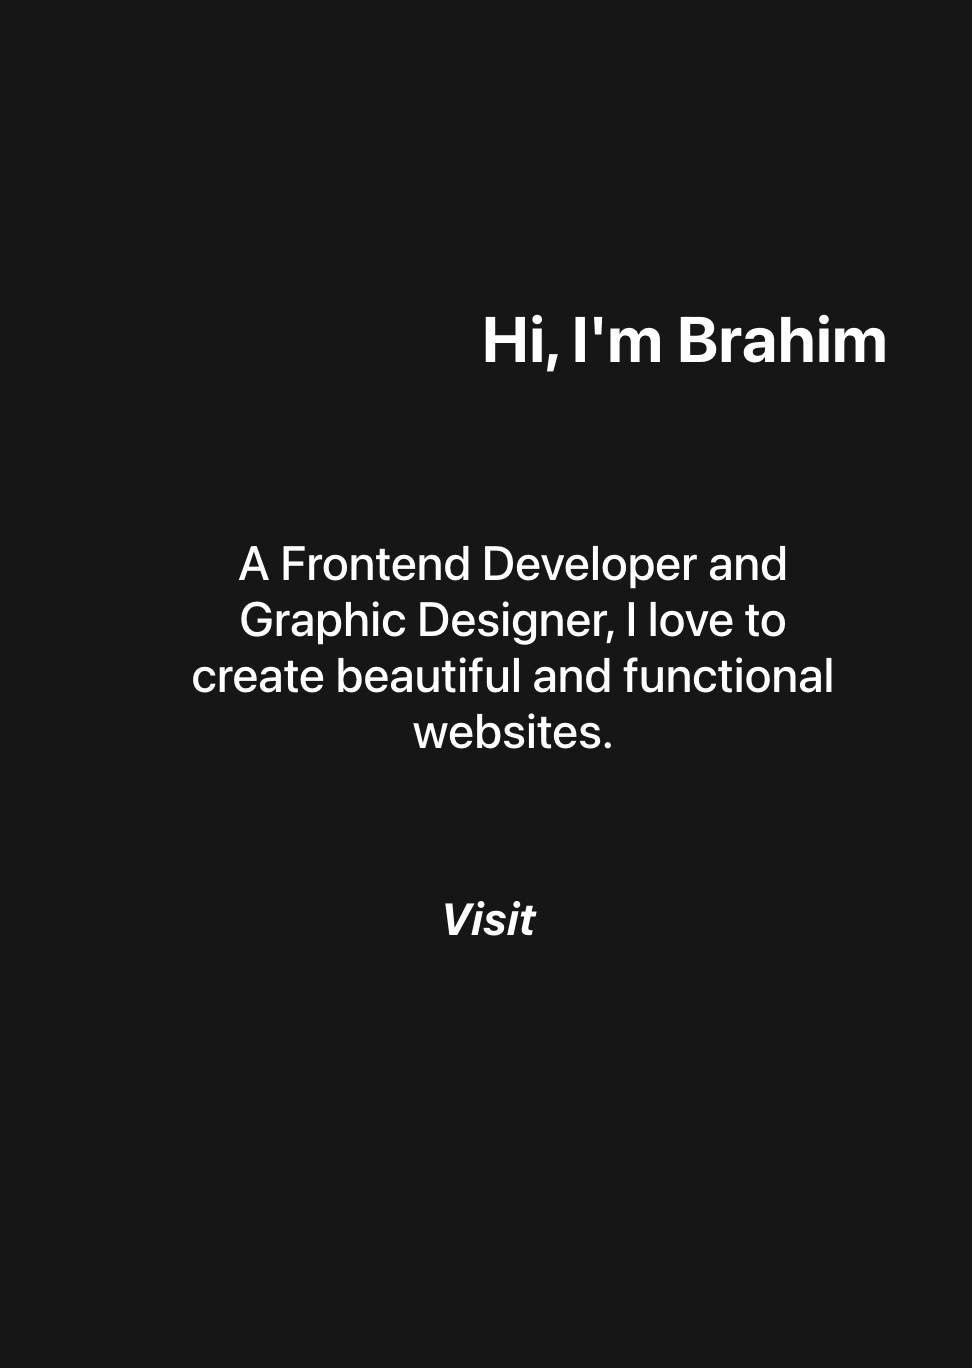 Hi, I'm Brahim
A Frontend Developer and
Graphic Designer, I love to
create beautiful and functional
websites.
Visit